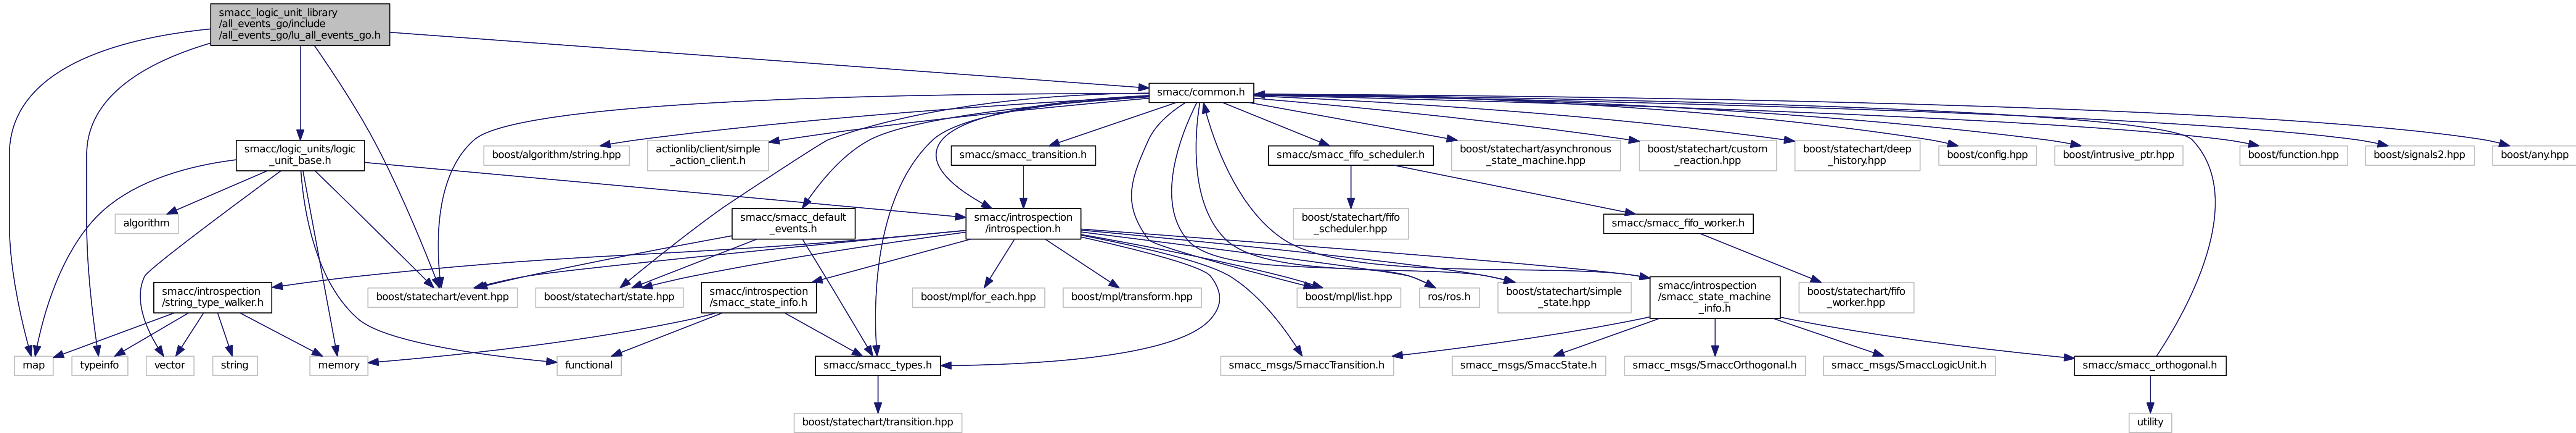 smacc_logic_unit_library
/all_events_go/include
/all_events_go/lu_all_events_go.h
smacc/common.h
smacc/logic_units/logic
_unit_base.h
boost/algorithm/string.hpp
actionlib/client/simple
_action_client.h
smacc/smacc_transition.h
smacc/smacc_fifo_scheduler.h
boost/statechart/asynchronous
_state_machine.hpp
boost/statechart/custom
_reaction.hpp
boost/statechart/deep
_history.hpp
boost/config.hpp
boost/intrusive_ptr.hpp
boost/function.hpp
boost/signals2.hpp
boost/any.hpp
algorithm
smacc/smacc_default
_events.h
smacc/introspection
/introspection.h
boost/statechart/fifo
_scheduler.hpp
smacc/smacc_fifo_worker.h
smacc/introspection
/string_type_walker.h
boost/statechart/event.hpp
boost/statechart/state.hpp
smacc/introspection
/smacc_state_info.h
boost/mpl/for_each.hpp
boost/mpl/transform.hpp
boost/mpl/list.hpp
ros/ros.h
boost/statechart/simple
_state.hpp
smacc/introspection
/smacc_state_machine
_info.h
boost/statechart/fifo
_worker.hpp
map
typeinfo
vector
string
memory
functional
smacc/smacc_types.h
smacc_msgs/SmaccTransition.h
smacc_msgs/SmaccState.h
smacc_msgs/SmaccOrthogonal.h
smacc_msgs/SmaccLogicUnit.h
smacc/smacc_orthogonal.h
boost/statechart/transition.hpp
utility